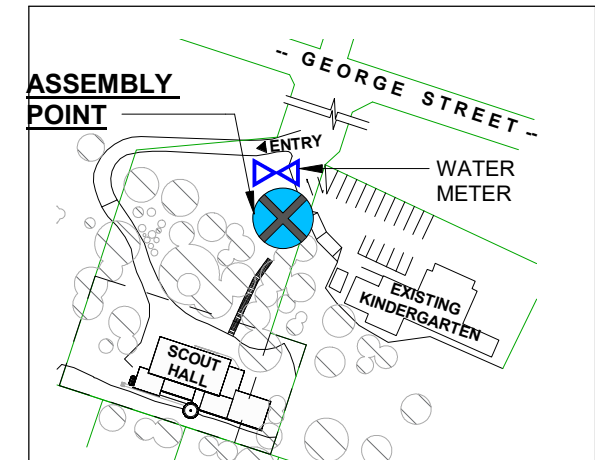 -- GEORGE STREET --
ASSEMBLY
POINT
ENTRY
WATER
METER
EXISTING
KINDERGARTEN
SCOUT
HALL